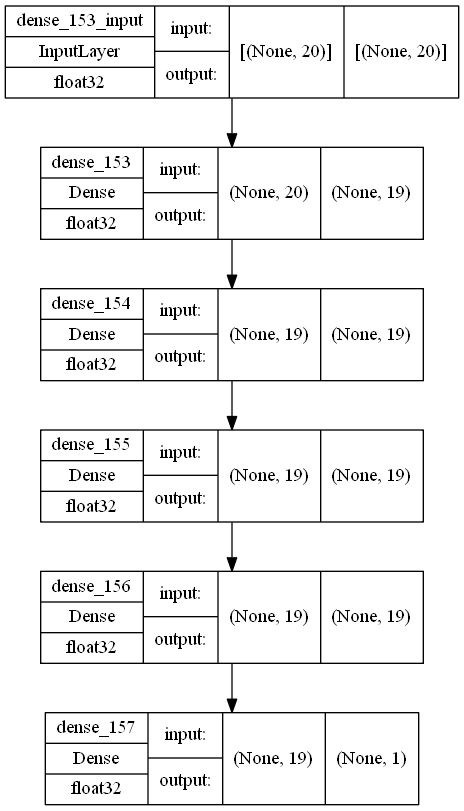 dense_153_input
InputLayer
float32
input:
output:
[(None, 20)]
[(None, 20)]
dense_153
Dense
float32
input:
output:
(None, 20)
(None, 19)
dense_154
Dense
float32
input:
output:
(None, 19)
(None, 19)
dense_155
Dense
float32
input:
output:
(None, 19)
(None, 19)
dense_156
Dense
float32
input:
output:
(None, 19)
(None, 19)
dense_157
Dense
float32
input:
output:
(None, 19)
(None, 1)